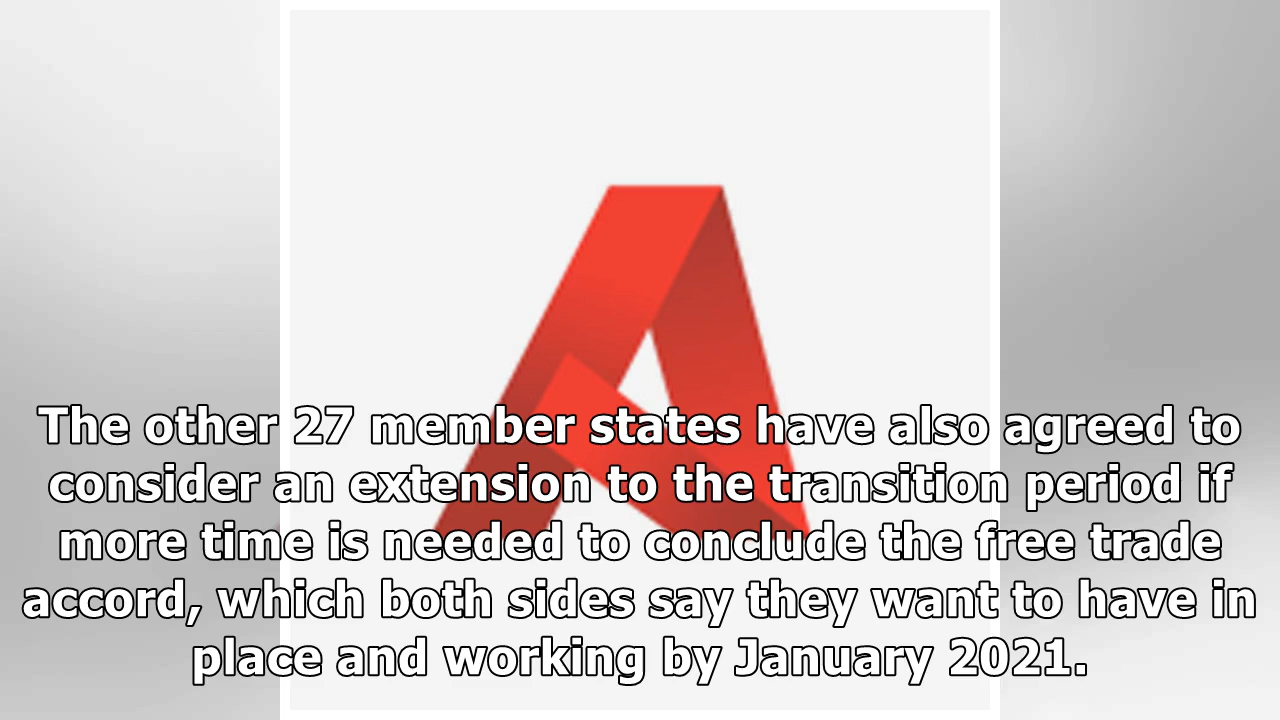 The other 27 member states have also agreed to
consider an extension to the transition period if
more time is needed to conclude the free trade
accord, which both sides say they want to have in
place and working by January 2021.